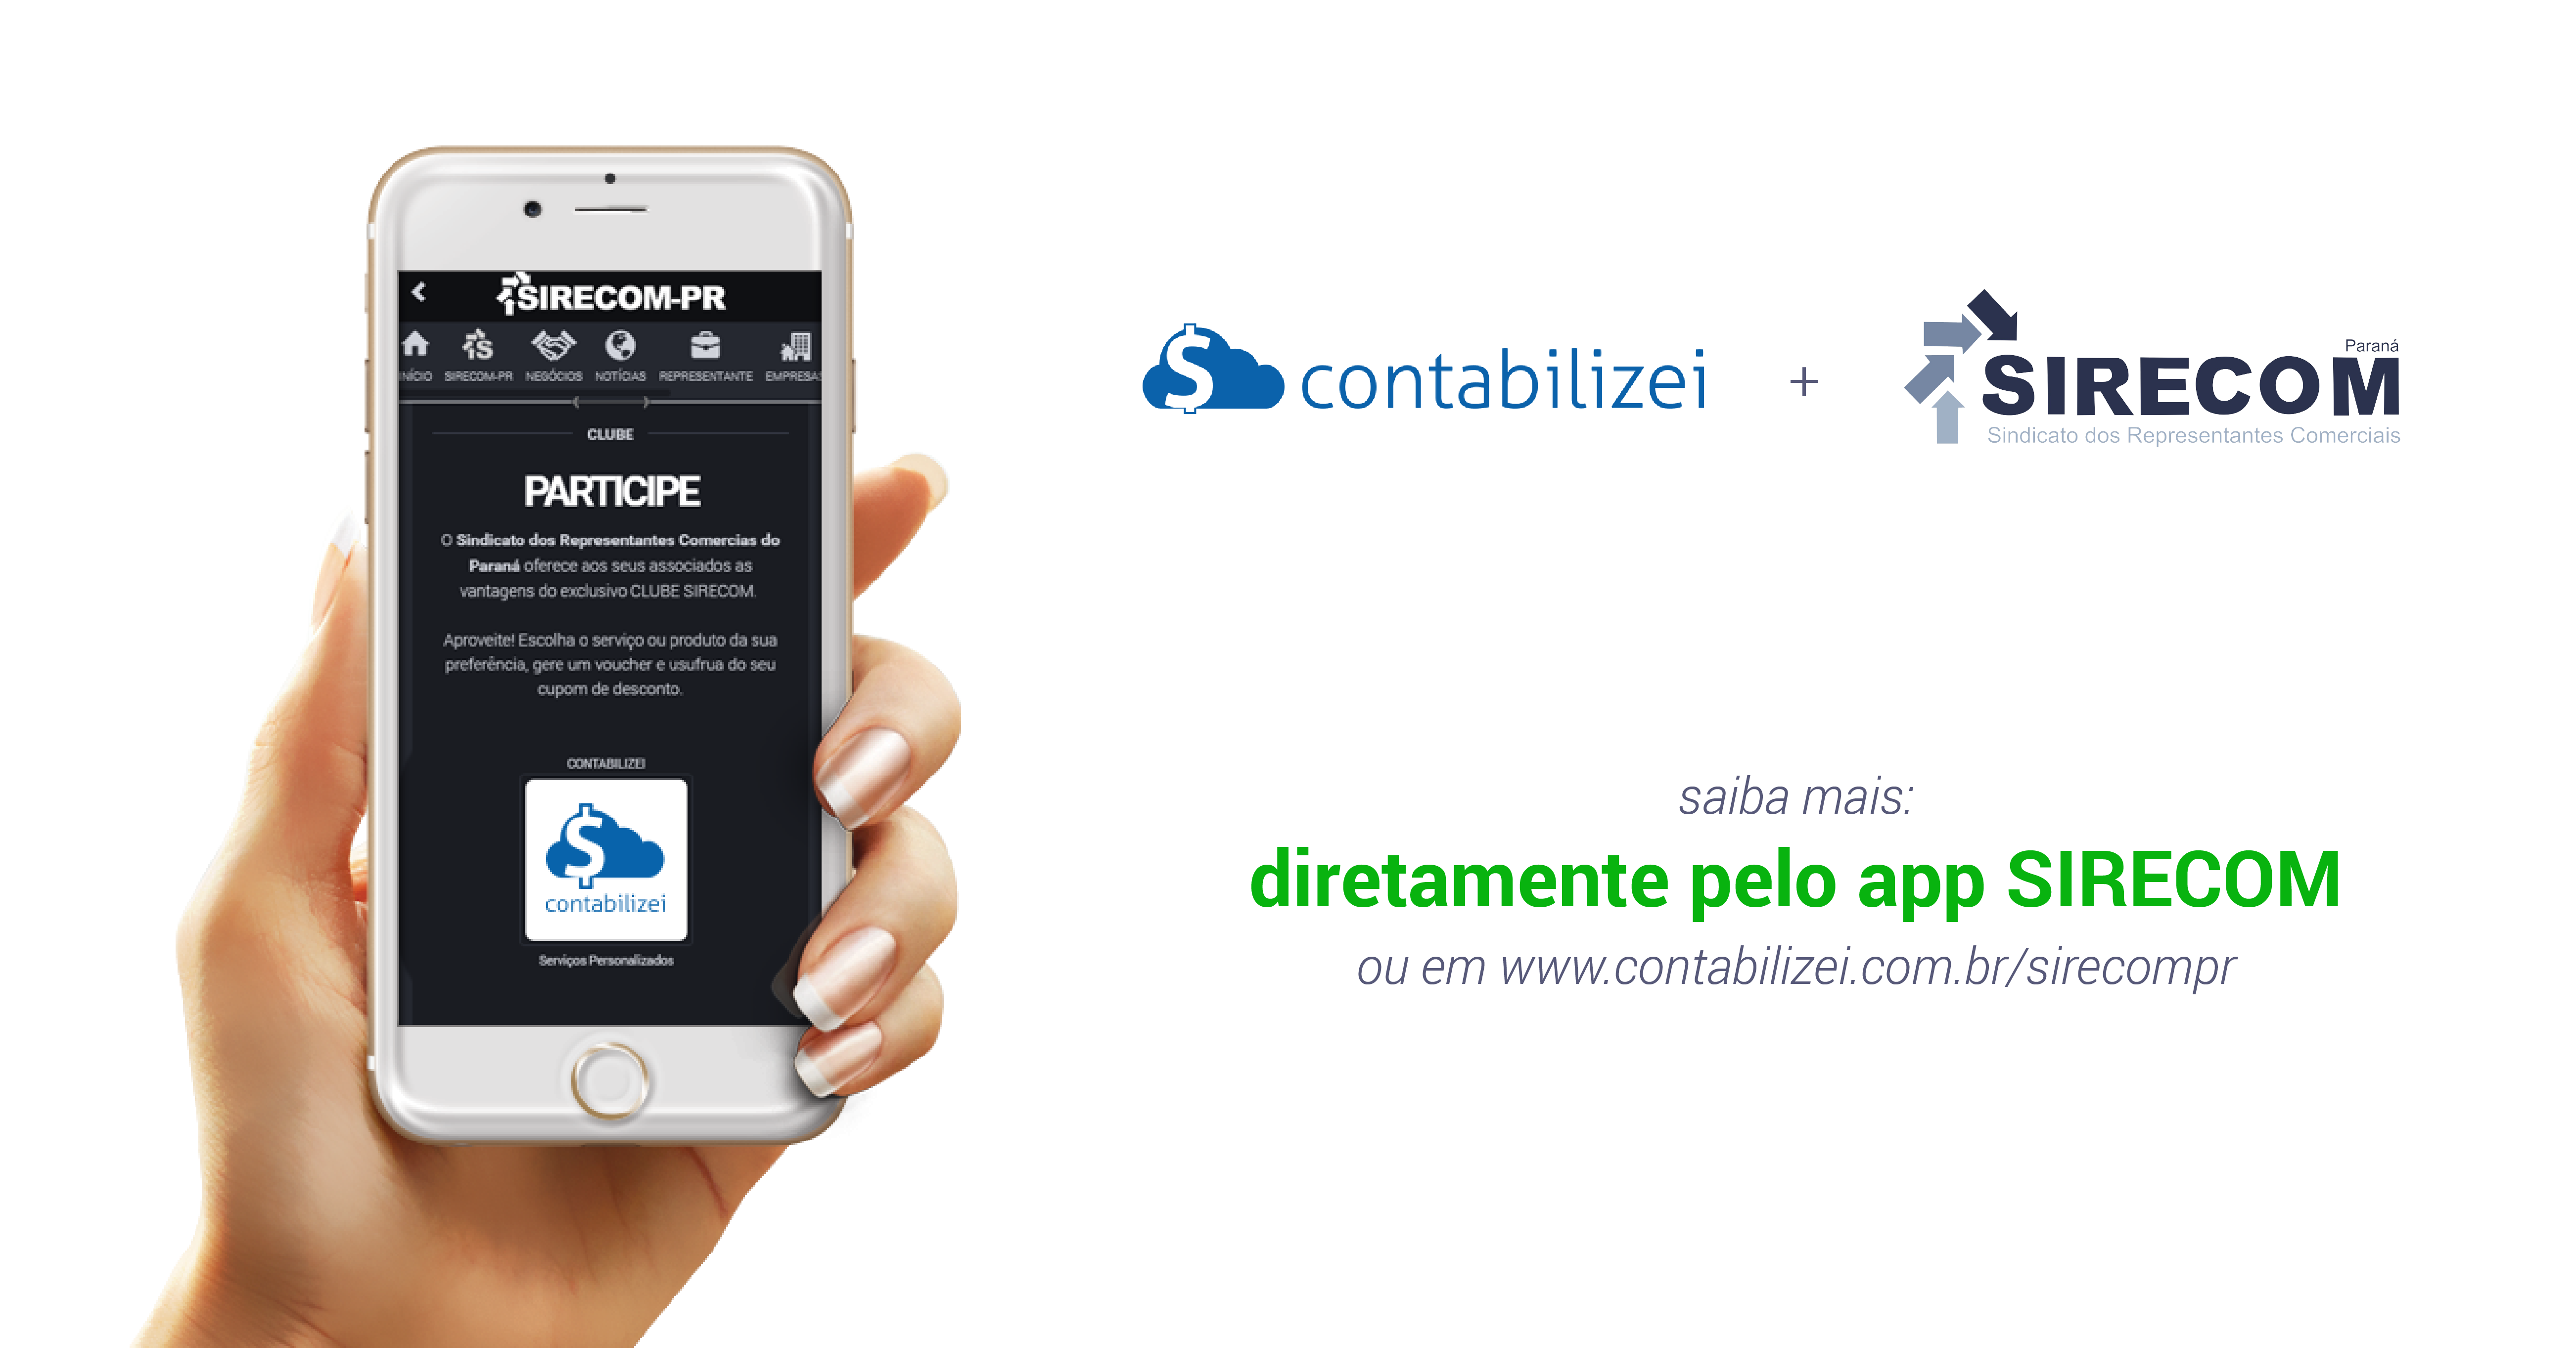 SIRECOM-PR
INÍCIO SIRECOM-PR NEGÓCIOS NOTÍCIAS REPRESENTANTE EMPRESAS
CLUBE
PARTICIPE
O Sindicato dos Representantes Comercias do
Paraná oferece aos seus associados as
vantagens do exclusivo CLUBE SIRECOM.
Aproveite! Escolha o serviço ou produto da sua
preferência, gere um voucher e usufrua do seu
cupom de desconto.
CONTABILIZEI
$
contabilizei
Serviços Personalizados
$ contabilizei + Paraná
SIRECOM
Sindicato dos Representantes Comerciais
saiba mais:
diretamente pelo app SIRECOM
ou em www.contabilizei.com.br/sirecompr